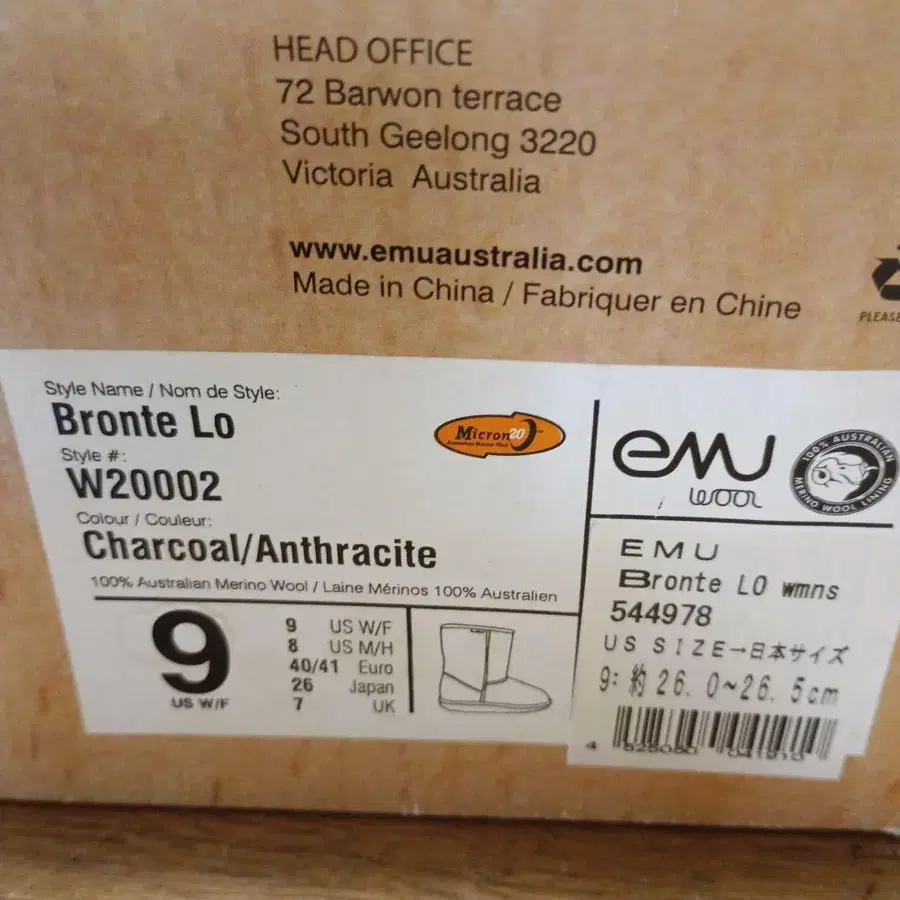 HEAD OFFICE
72 Barwon terrace
South Geelong 3220
Victoria Australia
www.emuaustralia.com
Made in China / Fabriquer en Chine
PLEASE
Style Name / Nom de Style:
Bronte Lo
Style #:
W20002
Colour / Couleur:
Charcoal/Anthracite
100% Australian Merino Wool / Laine Mérinos 100% Australien
Micron20
Australian Merino Wool
9
US W/F
9 US W/F
8 US M/H
40/41 Euro
26 Japan
7 UK
emu
wool
100% AUSTRALIAN
MERINO WOOL LINING
EMU
Bronte LO wmns
544978
US SIZE→日本サイズ
9:約26.0~26.5cm